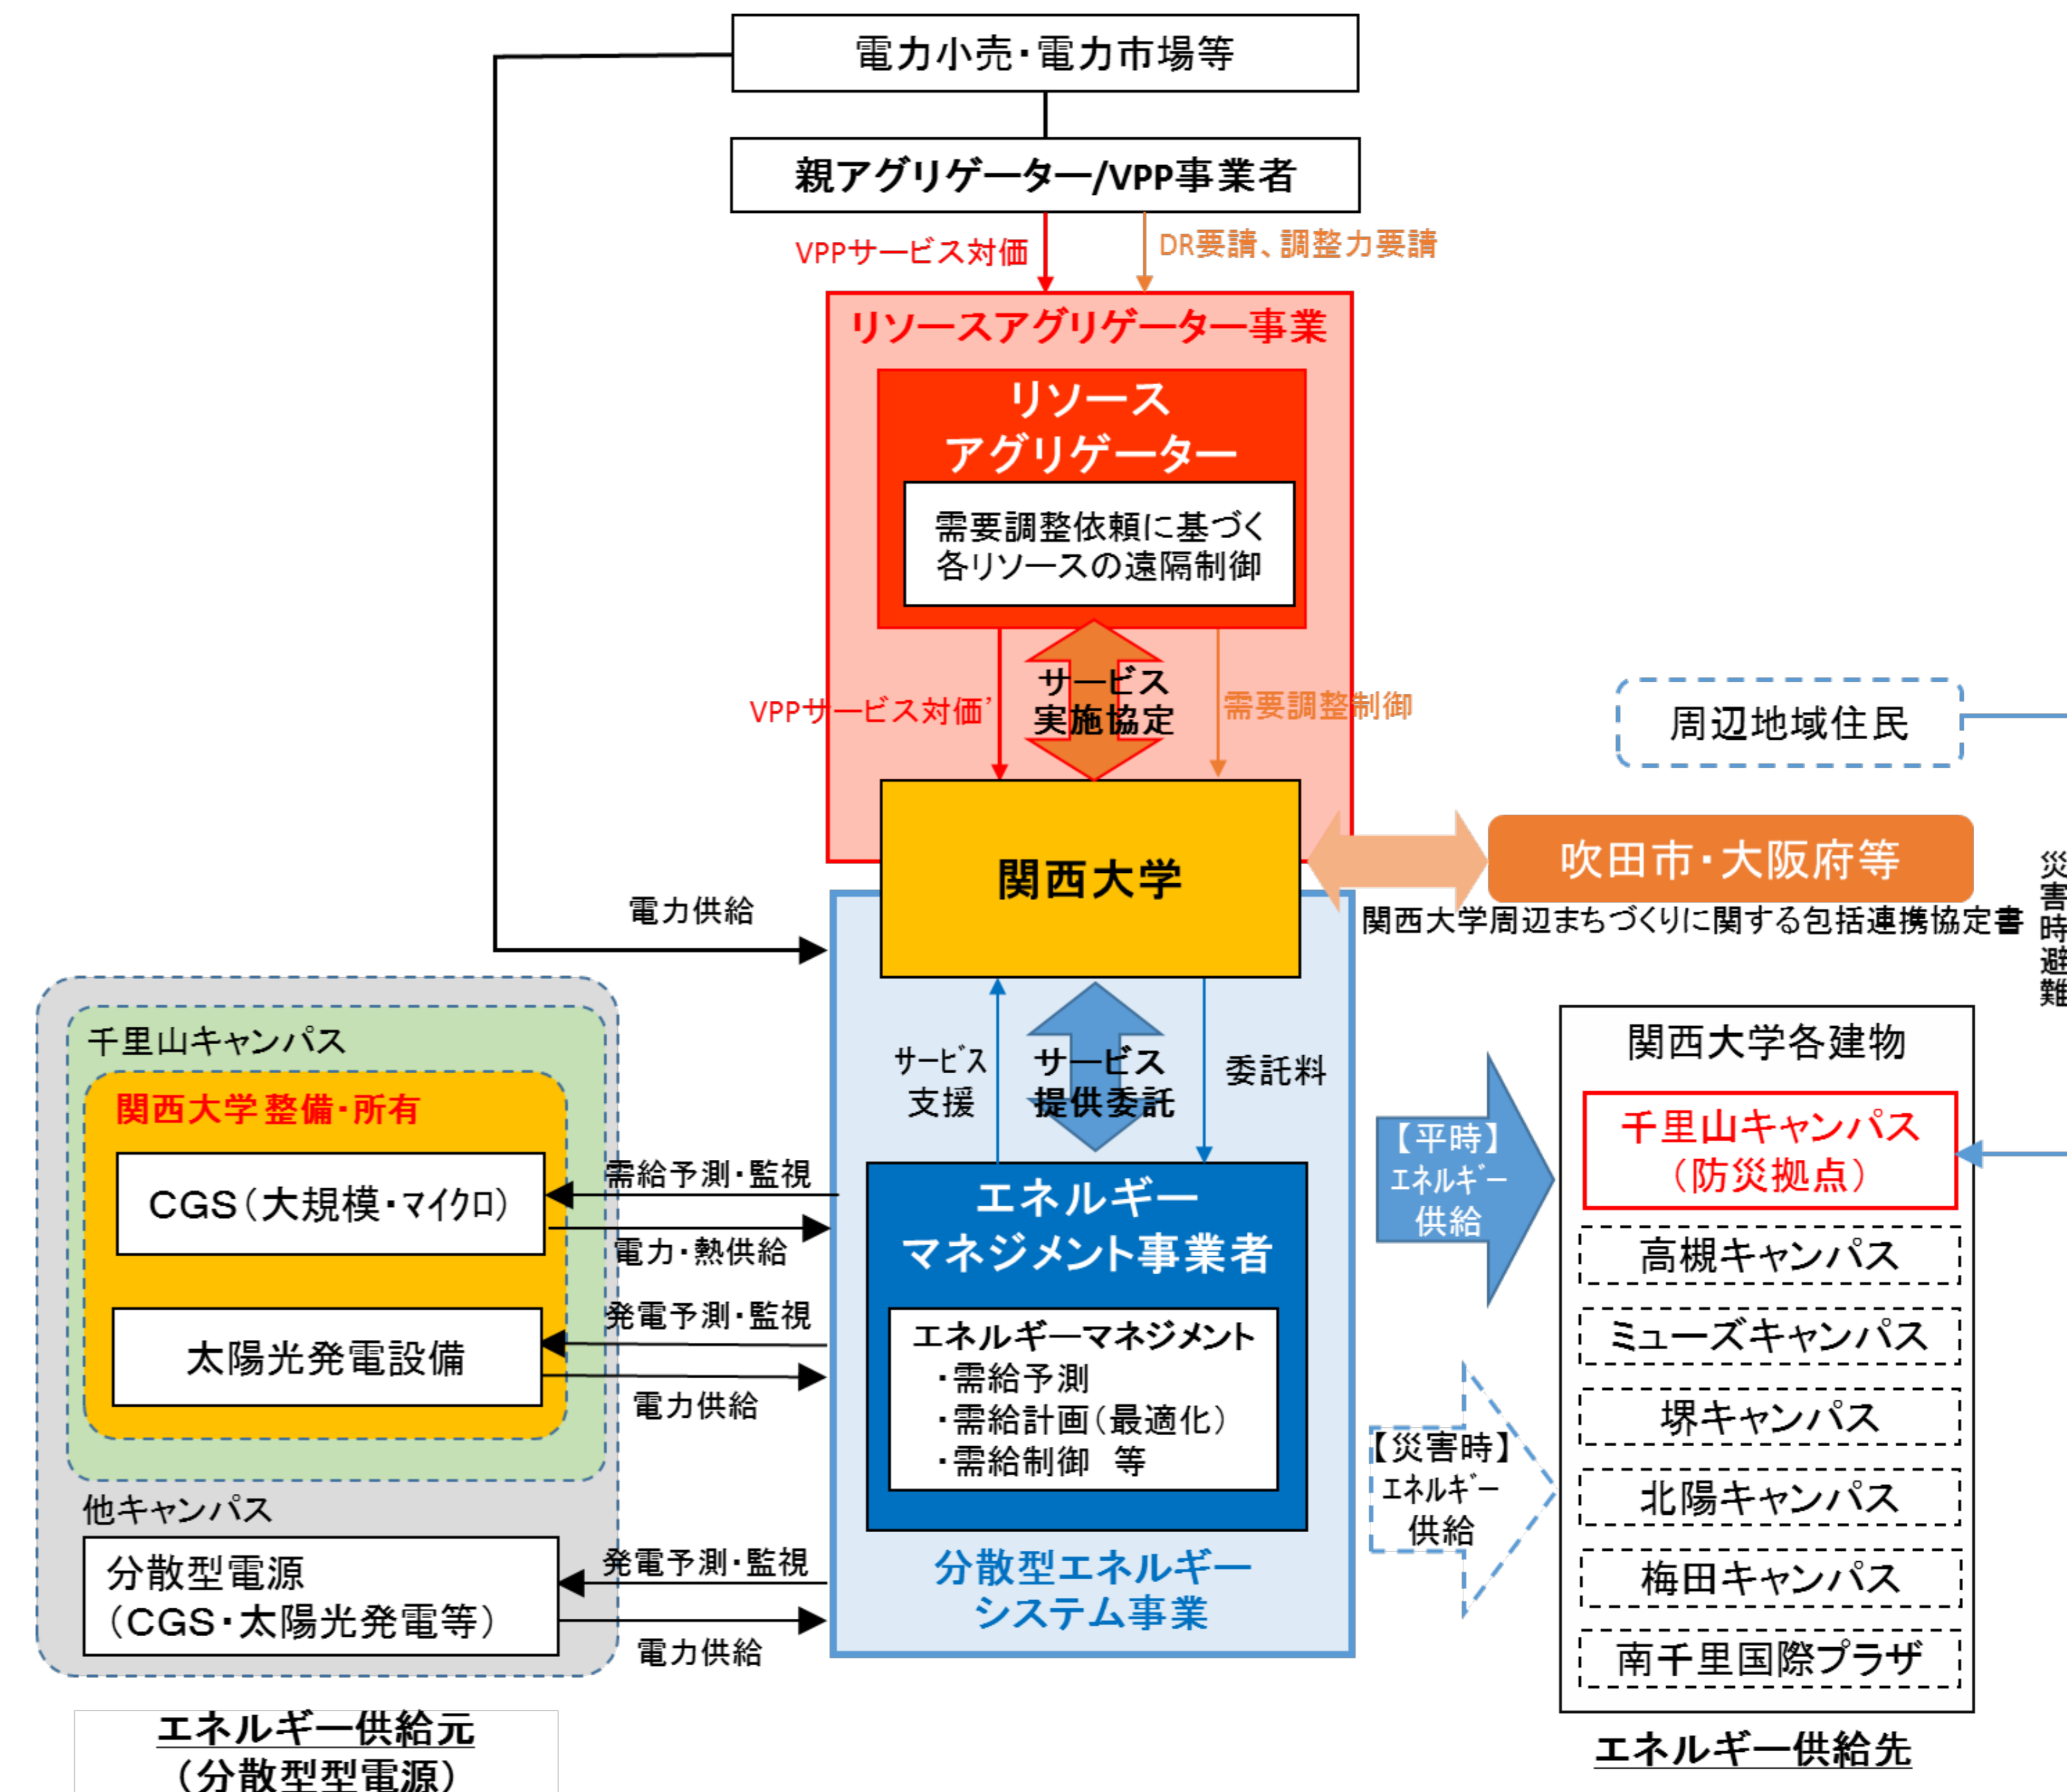 電力小売・電力市場等
親アグリゲーター/VPP事業者
VPPサービス対価
DR要請、調整力要請
リソースアグリゲーター事業
リソース
アグリゲーター
需要調整依頼に基づく
各リソースの遠隔制御
VPPサービス対価'
サービス
実施協定
需要調整制御
周辺地域住民
関西大学
吹田市・大阪府等
関西大学周辺まちづくりに関する包括連携協定書
災害時避難
電力供給
千里山キャンパス
関西大学整備・所有
CGS(大規模・マイクロ)
太陽光発電設備
他キャンパス
分散型電源
(CGS・太陽光発電等)
エネルギー供給元
(分散型型電源)
需給予測・監視
電力・熱供給
発電予測・監視
電力供給
発電予測・監視
電力供給
サービス
支援
サービス
提供委託
委託料
エネルギー
マネジメント事業者
エネルギーマネジメント
・需給予測
・需給計画(最適化)
・需給制御 等
分散型エネルギー
システム事業
【平時】
エネルギー
供給
【災害時】
エネルギー
供給
関西大学各建物
千里山キャンパス
(防災拠点)
高槻キャンパス
ミューズキャンパス
堺キャンパス
北陽キャンパス
梅田キャンパス
南千里国際プラザ
エネルギー供給先